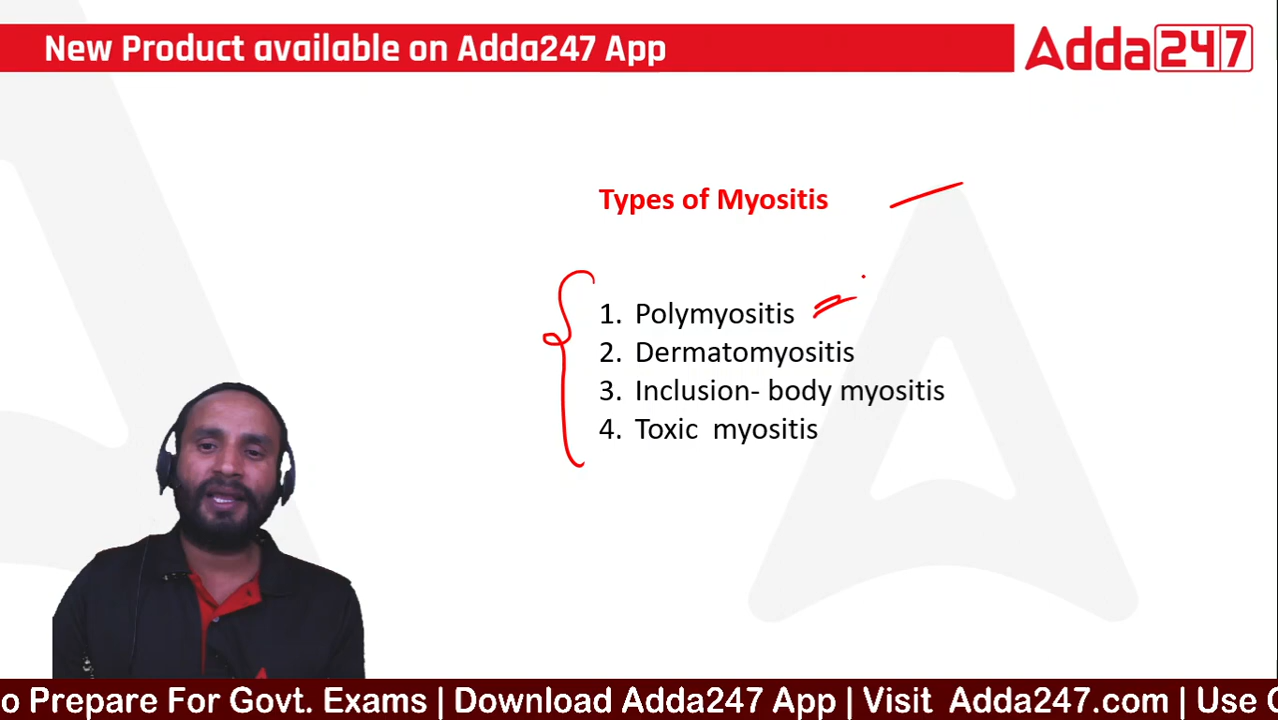 New Product available on Adda247 App
Adda247
Types of Myositis
1. Polymyositis
2. Dermatomyositis
3. Inclusion- body myositis
4. Toxic myositis
o Prepare For Govt. Exams | Download Adda247 App | Visit Adda247.com | Use C